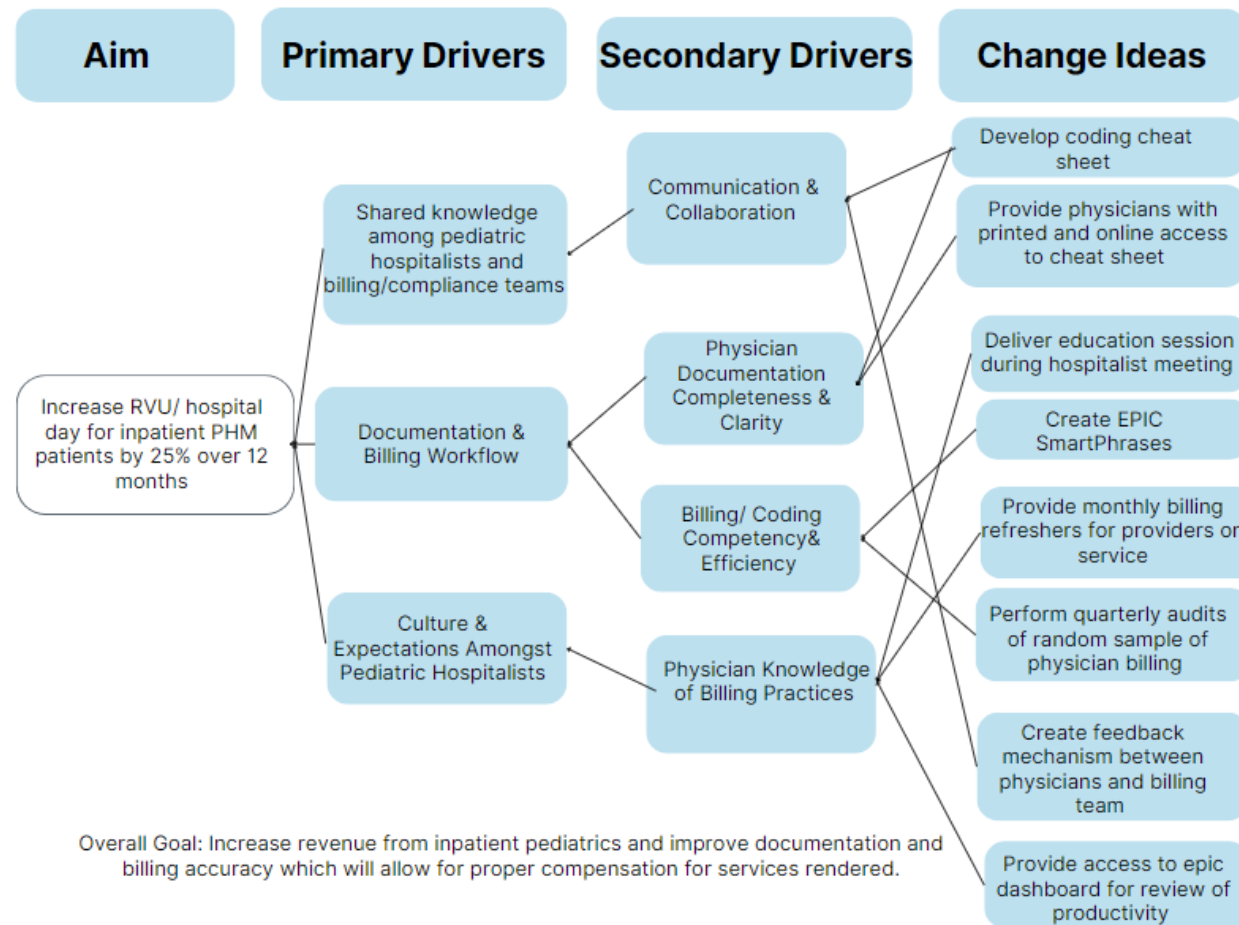 Aim
Primary Drivers
Secondary Drivers
Change Ideas
Increase RVU/ hospital
day for inpatient PHM
patients by 25% over 12
months
Shared knowledge
among pediatric
hospitalists and
billing/compliance teams
Documentation &
Billing Workflow
Culture &
Expectations Amongst
Pediatric Hospitalists
Communication &
Collaboration
Physician
Documentation
Completeness &
Clarity
Billing/ Coding
Competency&
Efficiency
Physician Knowledge
of Billing Practices
Develop coding cheat
sheet
Provide physicians with
printed and online access
to cheat sheet
Deliver education session
during hospitalist meeting
Create EPIC
SmartPhrases
Provide monthly billing
refreshers for providers on
service
Perform quarterly audits
of random sample of
physician billing
Create feedback
mechanism between
physicians and billing
team
Provide access to epic
dashboard for review of
productivity
Overall Goal: Increase revenue from inpatient pediatrics and improve documentation and
billing accuracy which will allow for proper compensation for services rendered.